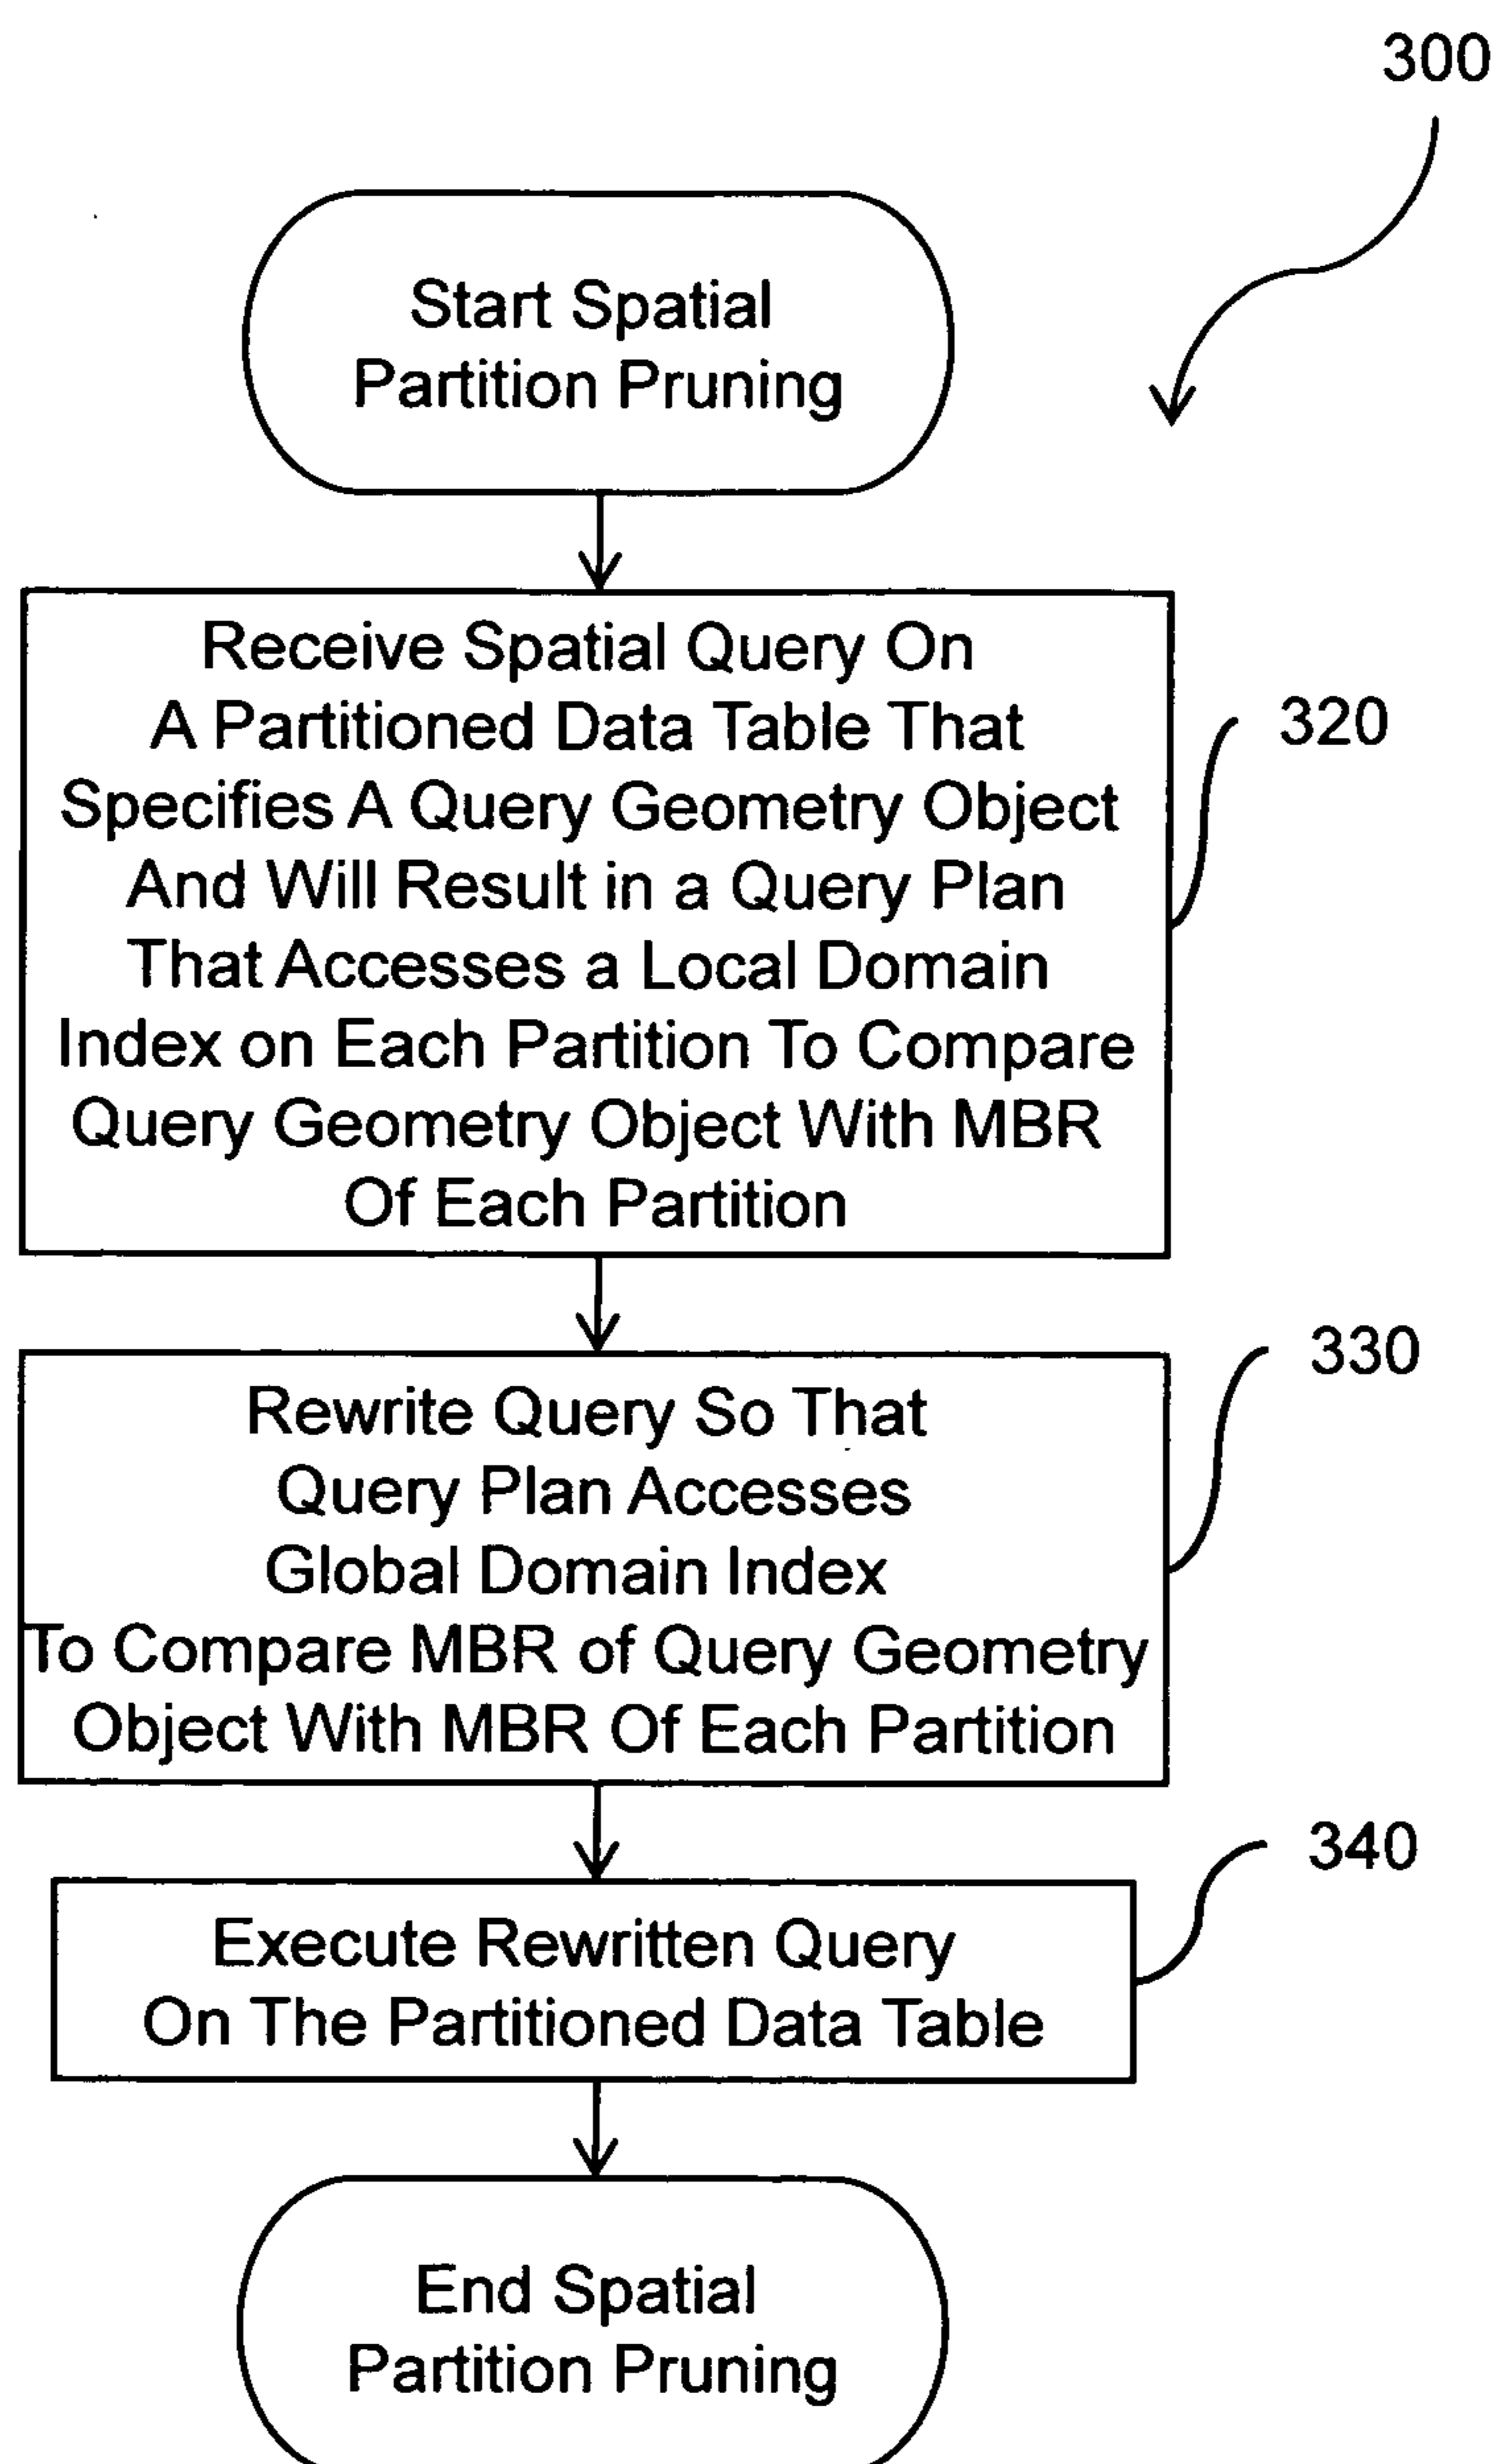 300
Start Spatial
Partition Pruning
Receive Spatial Query On
A Partitioned Data Table That
Specifies A Query Geometry Object
And Will Result in a Query Plan
That Accesses a Local Domain
Index on Each Partition To Compare
Query Geometry Object With MBR
Of Each Partition
320
Rewrite Query So That
Query Plan Accesses
Global Domain Index
To Compare MBR of Query Geometry
Object With MBR Of Each Partition
330
Execute Rewritten Query
On The Partitioned Data Table
340
End Spatial
Partition Pruning